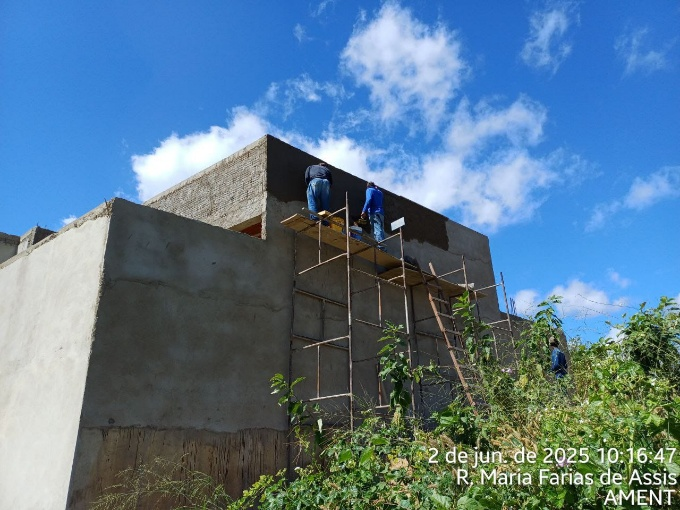 2 de jun. de 2025 10:16:47
R. Maria Farias de Assis
AMENT